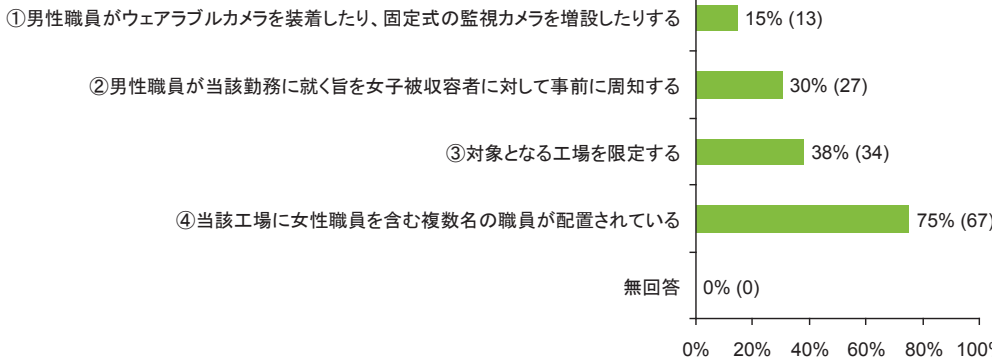 ①男性職員がウェアラブルカメラを装着したり、固定式の監視カメラを増設したりする 15% (13)
②男性職員が当該勤務に就く旨を女子被収容者に対して事前に周知する 30% (27)
③対象となる工場を限定する 38% (34)
④当該工場に女性職員を含む複数名の職員が配置されている 75% (67)
無回答 0% (0)
0% 20% 40% 60% 80% 100%